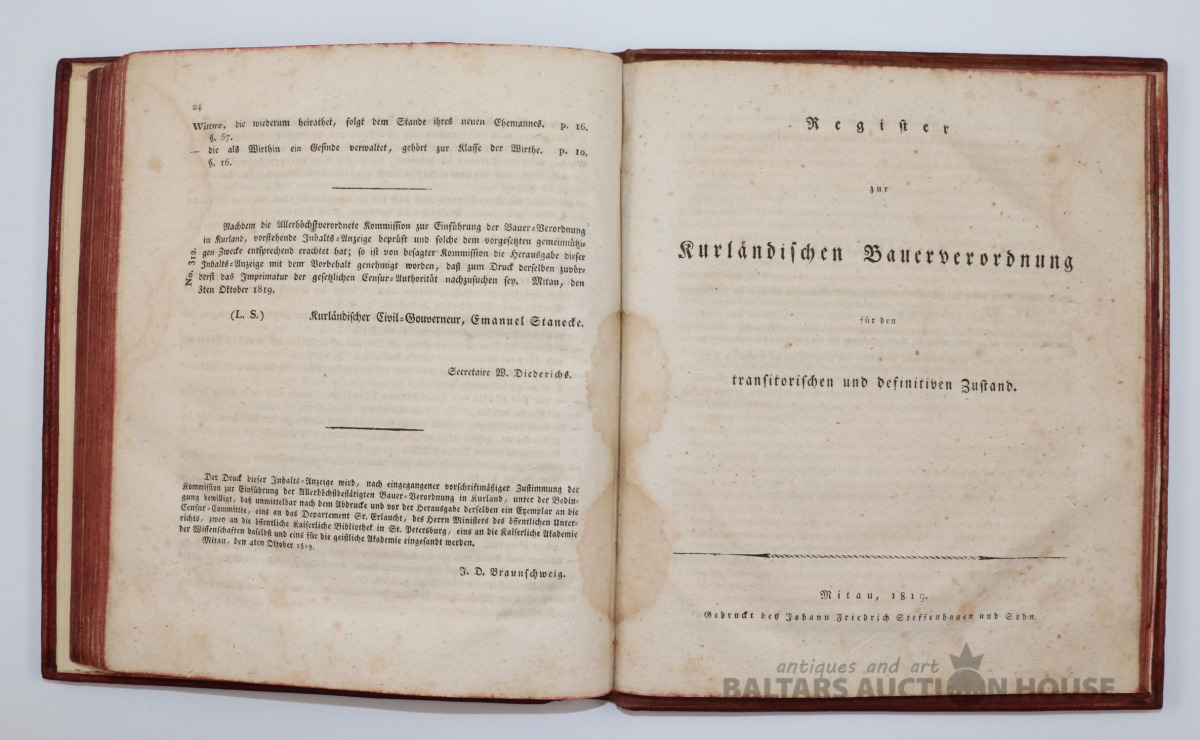 24
Wittwe, die wiederum heirathet, folgt dem Stande ihres neuen Ehemannes. p. 16.
§. 57.
— die als Wirthin ein Gesinde verwaltet, gehört zur Klasse der Wirthe. p. 10.
§. 16.
No. 312.
Nachdem die Allerhöchstverordnete Kommission zur Einführung der Bauer-Verordnung
in Kurland, vorstehende Inhalts-Anzeige beprüft und solche dem vorgesetzten gemeinnützi-
gen Zwecke entsprechend erachtet hat; so ist von besagter Kommission die Herausgabe dieser
Inhalts-Anzeige mit dem Vorbehalt genehmigt worden, daß zum Druck derselben zuvör-
derst das Imprimatur der gesetzlichen Censur-Authorität nachzusuchen sey. Mitau, den
3ten Oktober 1819.
(L. S.) Kurländischer Civil-Gouverneur, Emanuel Stanecke.
Secretaire W. Diederichs.
Der Druck dieser Inhalts-Anzeige wird, nach eingegangener vorschriftmäßiger Zustimmung der
Kommission zur Einführung der Allerhöchstbestätigten Bauer-Verordnung in Kurland, unter der Bedin-
gung bewilligt, daß unmittelbar nach dem Abdrucke und vor der Herausgabe derselben ein Exemplar an die
Censur-Committée, eins an das Departement Sr. Erlaucht, des Herrn Ministers des öffentlichen Unter-
richts, zwey an die öffentliche Kaiserliche Bibliothek in St. Petersburg, eins an die Kaiserliche Akademie
der Wissenschaften daselbst und eins für die geistliche Akademie eingesandt werden.
Mitau, den 4ten Oktober 1819.
J. D. Braunschweig.
Register
zur
Kurländischen Bauerverordnung
für den
transitorischen und definitiven Zustand.
Mitau, 1819.
Gedruckt bey Johann Friedrich Steffenhagen und Sohn.
antiques and art
BALTARS AUCTION HOUSE